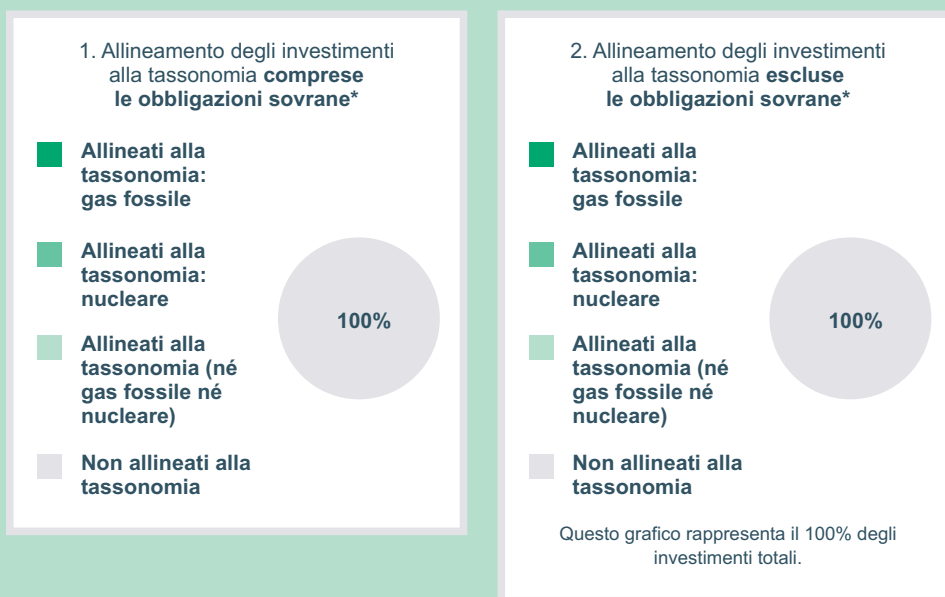 1. Allineamento degli investimenti
alla tassonomia comprese
le obbligazioni sovrane*
Allineati alla
tassonomia:
gas fossile
Allineati alla
tassonomia:
nucleare
Allineati alla
tassonomia (né
gas fossile né
nucleare)
Non allineati alla
tassonomia
100%
2. Allineamento degli investimenti
alla tassonomia escluse
le obbligazioni sovrane*
Allineati alla
tassonomia:
gas fossile
Allineati alla
tassonomia:
nucleare
Allineati alla
tassonomia (né
gas fossile né
nucleare)
Non allineati alla
tassonomia
100%
Questo grafico rappresenta il 100% degli
investimenti totali.